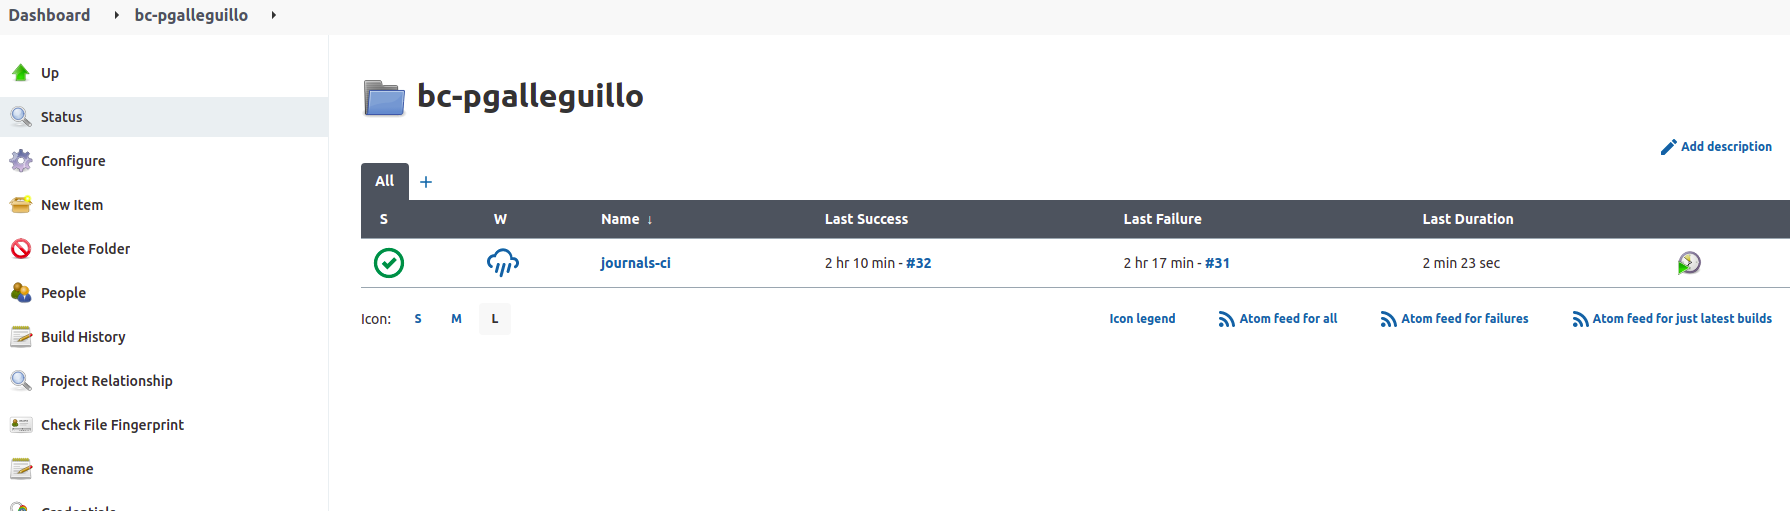 Dashboard bc-pgalleguillo
Up
Status
Configure
New Item
Delete Folder
People
Build History
Project Relationship
Check File Fingerprint
Rename
Credentials
bc-pgalleguillo
Add description
All +
S W Name ↓ Last Success Last Failure Last Duration
journals-ci 2 hr 10 min - #32 2 hr 17 min - #31 2 min 23 sec
Icon: S M L Icon legend Atom feed for all Atom feed for failures Atom feed for just latest builds